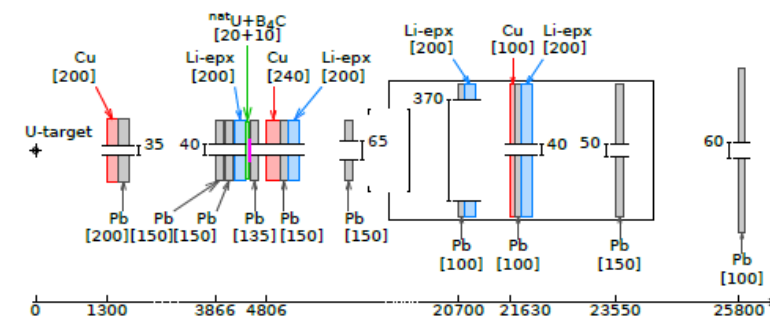 natU+B4C
[20+10]
Cu
[200]
Li-epx
[200]
Cu
[240]
Li-epx
[200]
Li-epx
[200]
Cu
[100]
Li-epx
[200]
U-target
35
40
65
370
40
50
60
Pb
[200]
Pb
[150]
Pb
[150]
Pb
[135]
Pb
[150]
Pb
[150]
Pb
[100]
Pb
[100]
Pb
[150]
Pb
[100]
0 1300 3866 4806 20700 21630 23550 25800